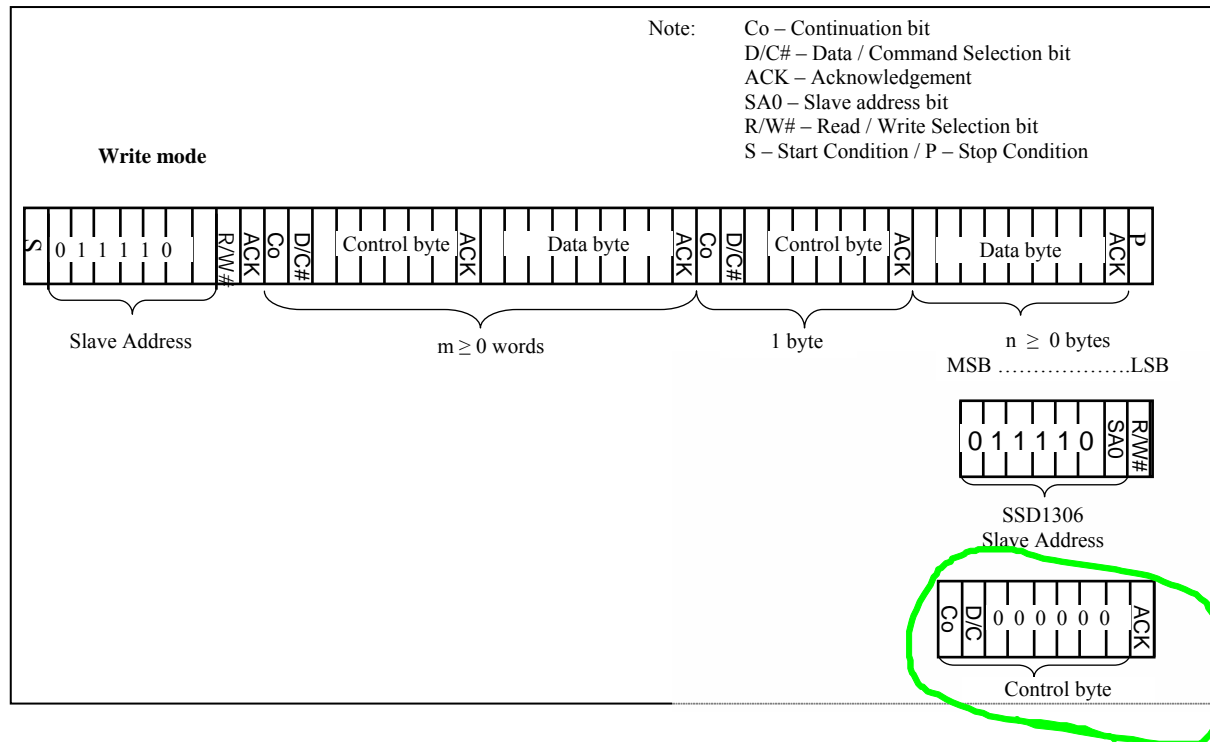 Note: Co – Continuation bit
D/C# – Data / Command Selection bit
ACK – Acknowledgement
SA0 – Slave address bit
R/W# – Read / Write Selection bit
S – Start Condition / P – Stop Condition
Write mode
S 0 1 1 1 1 0 R/W# ACK Co D/C# Control byte ACK Data byte ACK Co D/C# Control byte ACK Data byte ACK P
Slave Address m ≥ 0 words 1 byte n ≥ 0 bytes
MSB ……………….LSB
0 1 1 1 1 0 SA0 R/W#
SSD1306
Slave Address
Co D/C 0 0 0 0 0 0 ACK
Control byte